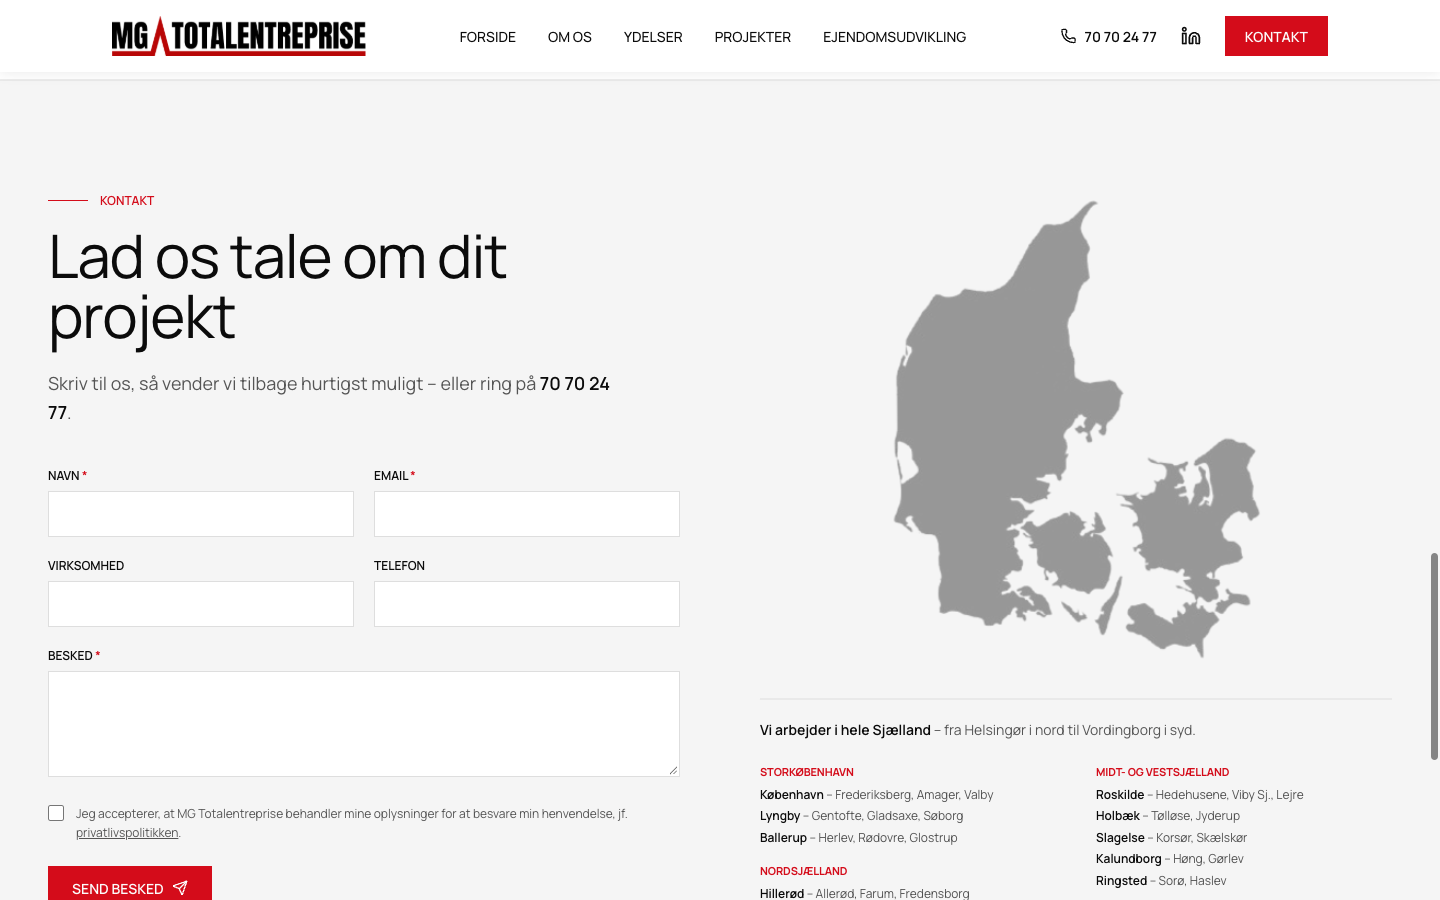 MG TOTALENTREPRISE
FORSIDE
OM OS
YDELSER
PROJEKTER
EJENDOMSUDVIKLING
70 70 24 77
KONTAKT
KONTAKT
Lad os tale om dit
projekt
Skriv til os, så vender vi tilbage hurtigst muligt – eller ring på 70 70 24
77.
NAVN *
EMAIL *
VIRKSOMHED
TELEFON
BESKED *
Jeg accepterer, at MG Totalentreprise behandler mine oplysninger for at besvare min henvendelse, jf.
privatlivspolitikken.
SEND BESKED
Vi arbejder i hele Sjælland – fra Helsingør i nord til Vordingborg i syd.
STORKØBENHAVN
København – Frederiksberg, Amager, Valby
Lyngby – Gentofte, Gladsaxe, Søborg
Ballerup – Herlev, Rødovre, Glostrup
NORDSJÆLLAND
Hillerød – Allerød, Farum, Fredensborg
MIDT- OG VESTSJÆLLAND
Roskilde – Hedehusene, Viby Sj., Lejre
Holbæk – Tølløse, Jyderup
Slagelse – Korsør, Skælskør
Kalundborg – Høng, Gørlev
Ringsted – Sorø, Haslev